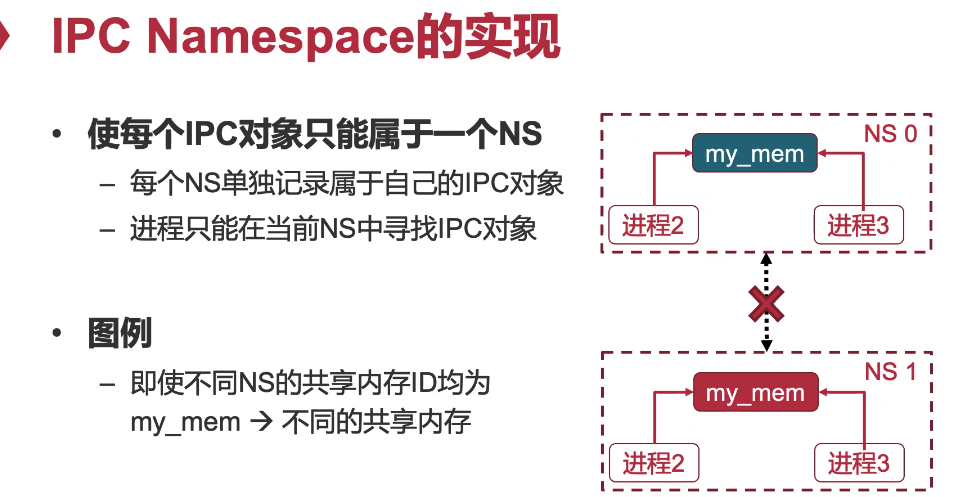 IPC Namespace的实现
• 使每个IPC对象只能属于一个NS
– 每个NS单独记录属于自己的IPC对象
– 进程只能在当前NS中寻找IPC对象
• 图例
– 即使不同NS的共享内存ID均为
my_mem → 不同的共享内存
NS 0
my_mem
进程2
进程3
NS 1
my_mem
进程2
进程3